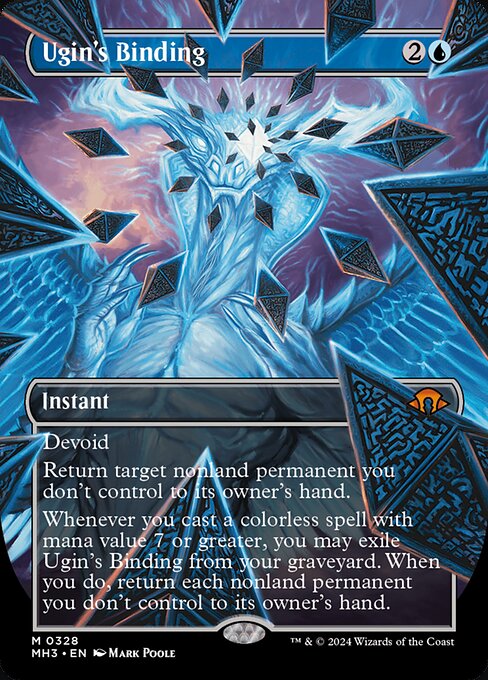 Ugin's Binding 2
Instant
Devoid
Return target nonland permanent you
don't control to its owner's hand.
Whenever you cast a colorless spell with
mana value 7 or greater, you may exile
Ugin's Binding from your graveyard. When
you do, return each nonland permanent
you don't control to its owner's hand.
M 0328
MH3 • EN Mark Poole
™ & © 2024 Wizards of the Coast